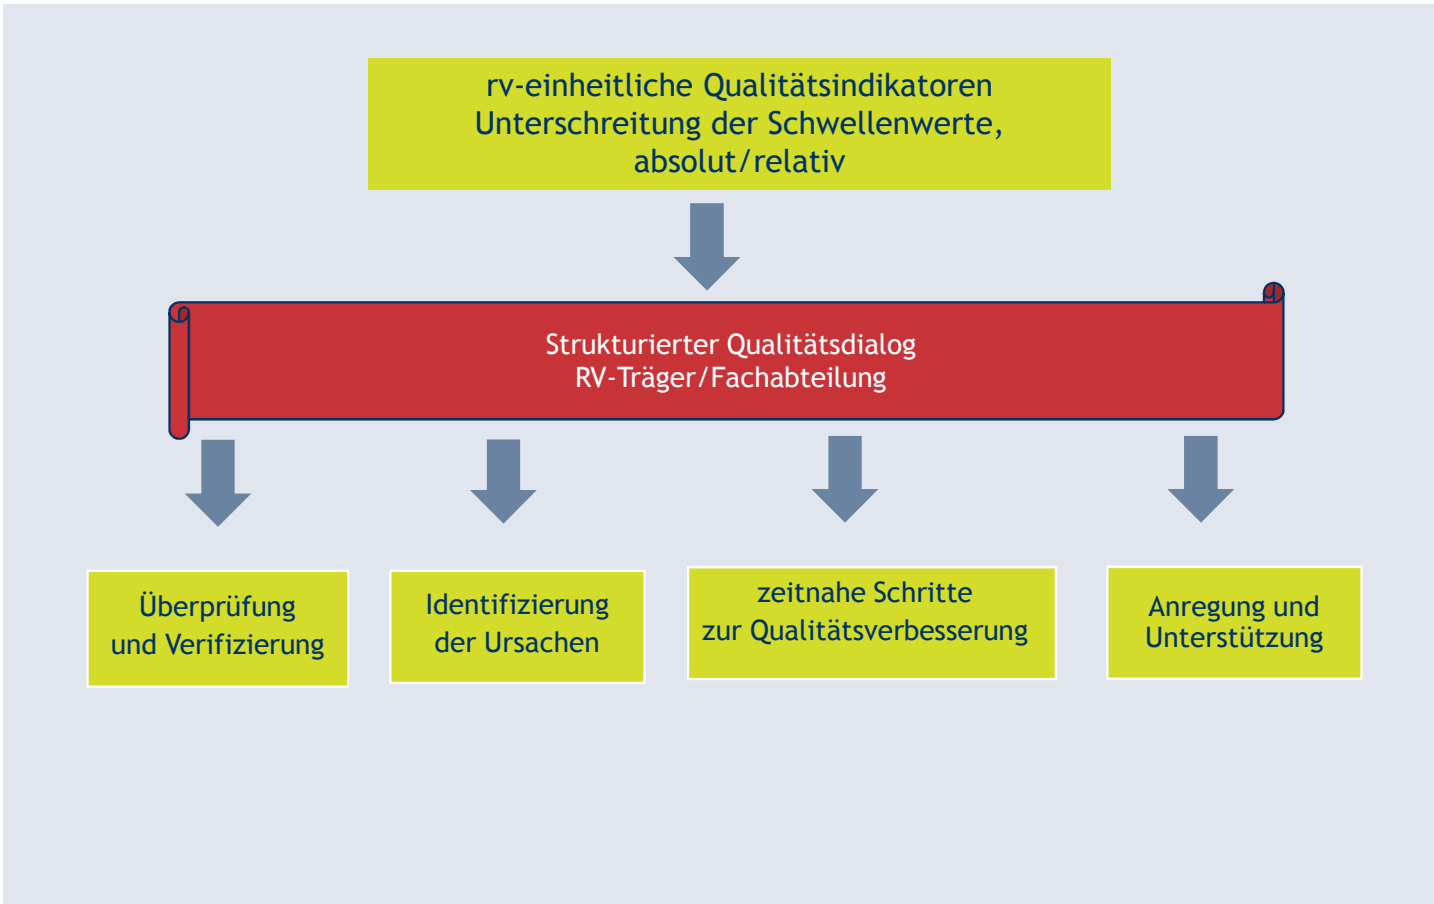 rv-einheitliche Qualitätsindikatoren
Unterschreitung der Schwellenwerte,
absolut/relativ
Strukturierter Qualitätsdialog
RV-Träger/Fachabteilung
Überprüfung
und Verifizierung
Identifizierung
der Ursachen
zeitnahe Schritte
zur Qualitätsverbesserung
Anregung und
Unterstützung